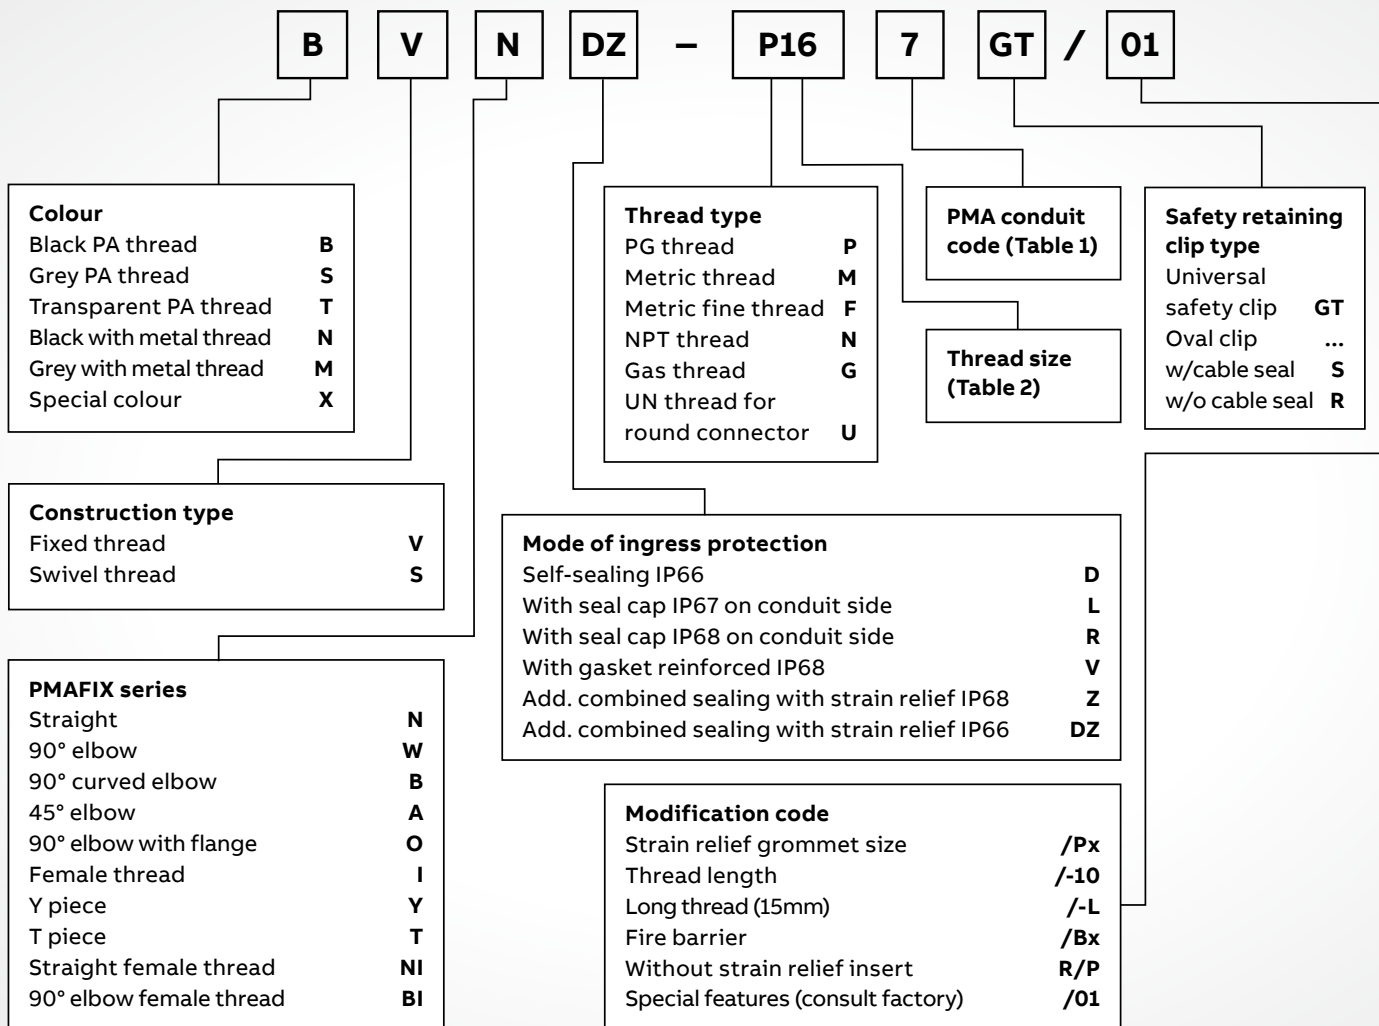 B V N DZ – P16 7 GT / 01
Colour
Black PA thread B
Grey PA thread S
Transparent PA thread T
Black with metal thread N
Grey with metal thread M
Special colour X
Construction type
Fixed thread V
Swivel thread S
PMAFIX series
Straight N
90° elbow W
90° curved elbow B
45° elbow A
90° elbow with flange O
Female thread I
Y piece Y
T piece T
Straight female thread NI
90° elbow female thread BI
Thread type
PG thread P
Metric thread M
Metric fine thread F
NPT thread N
Gas thread G
UN thread for
round connector U
PMA conduit
code (Table 1)
Thread size
(Table 2)
Safety retaining
clip type
Universal
safety clip GT
Oval clip ...
w/cable seal S
w/o cable seal R
Mode of ingress protection
Self-sealing IP66 D
With seal cap IP67 on conduit side L
With seal cap IP68 on conduit side R
With gasket reinforced IP68 V
Add. combined sealing with strain relief IP68 Z
Add. combined sealing with strain relief IP66 DZ
Modification code
Strain relief grommet size /Px
Thread length /-10
Long thread (15mm) /-L
Fire barrier /Bx
Without strain relief insert R/P
Special features (consult factory) /01